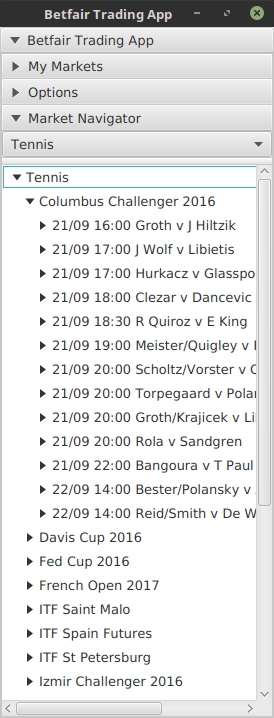 Betfair Trading App
Betfair Trading App
My Markets
Options
Market Navigator
Tennis
Tennis
Columbus Challenger 2016
21/09 16:00 Groth v J Hiltzik
21/09 17:00 J Wolf v Libietis
21/09 17:00 Hurkacz v Glasspo
21/09 18:00 Clezar v Dancevic
21/09 18:30 R Quiroz v E King
21/09 19:00 Meister/Quigley v
21/09 20:00 Scholtz/Vorster v
21/09 20:00 Torpegaard v Polan
21/09 20:00 Groth/Krajicek v Li
21/09 20:00 Rola v Sandgren
21/09 22:00 Bangoura v T Paul
22/09 14:00 Bester/Polansky v
22/09 14:00 Reid/Smith v De W
Davis Cup 2016
Fed Cup 2016
French Open 2017
ITF Saint Malo
ITF Spain Futures
ITF St Petersburg
Izmir Challenger 2016